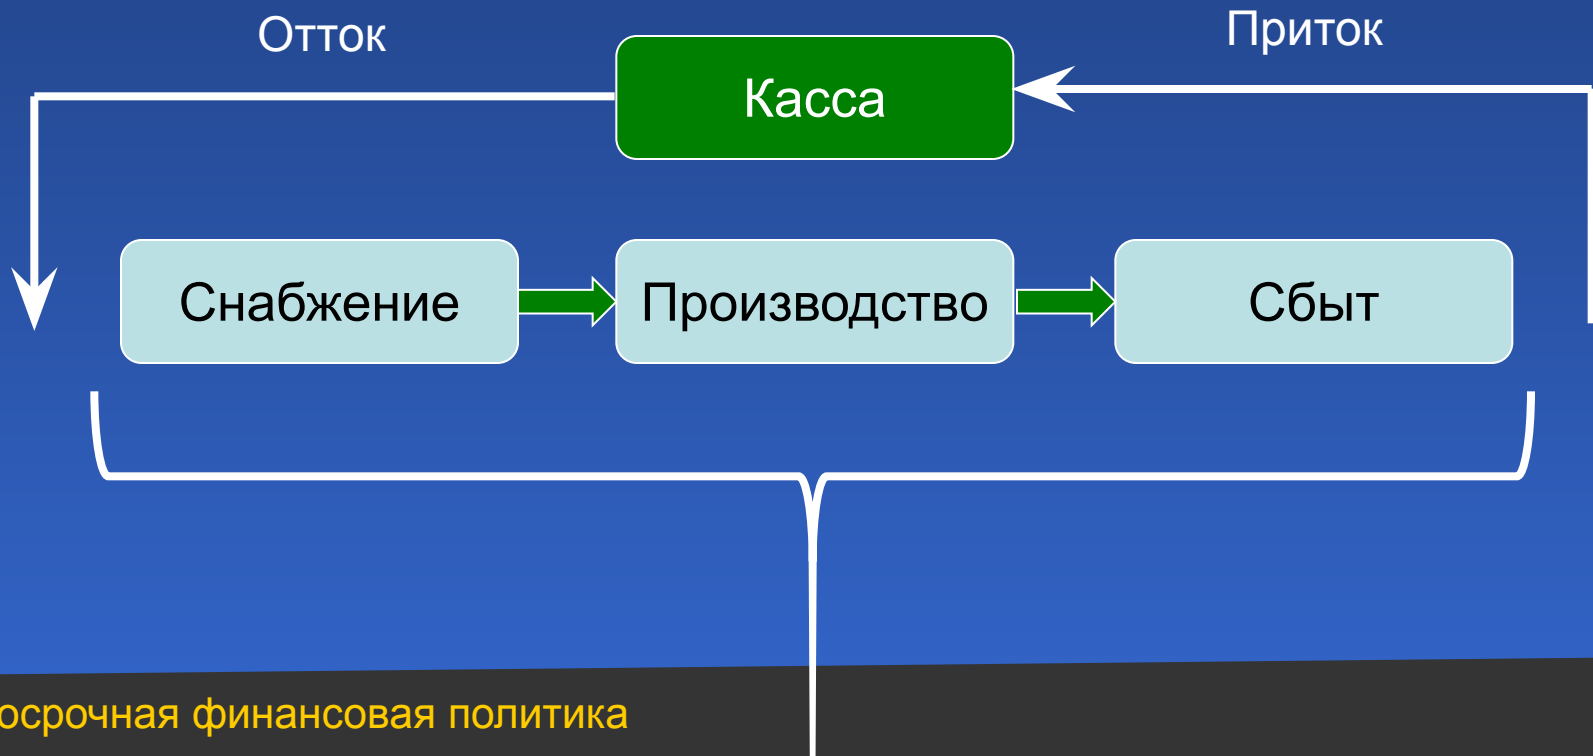 Отток
Приток
Касса
Снабжение
Производство
Сбыт
осрочная финансовая политика